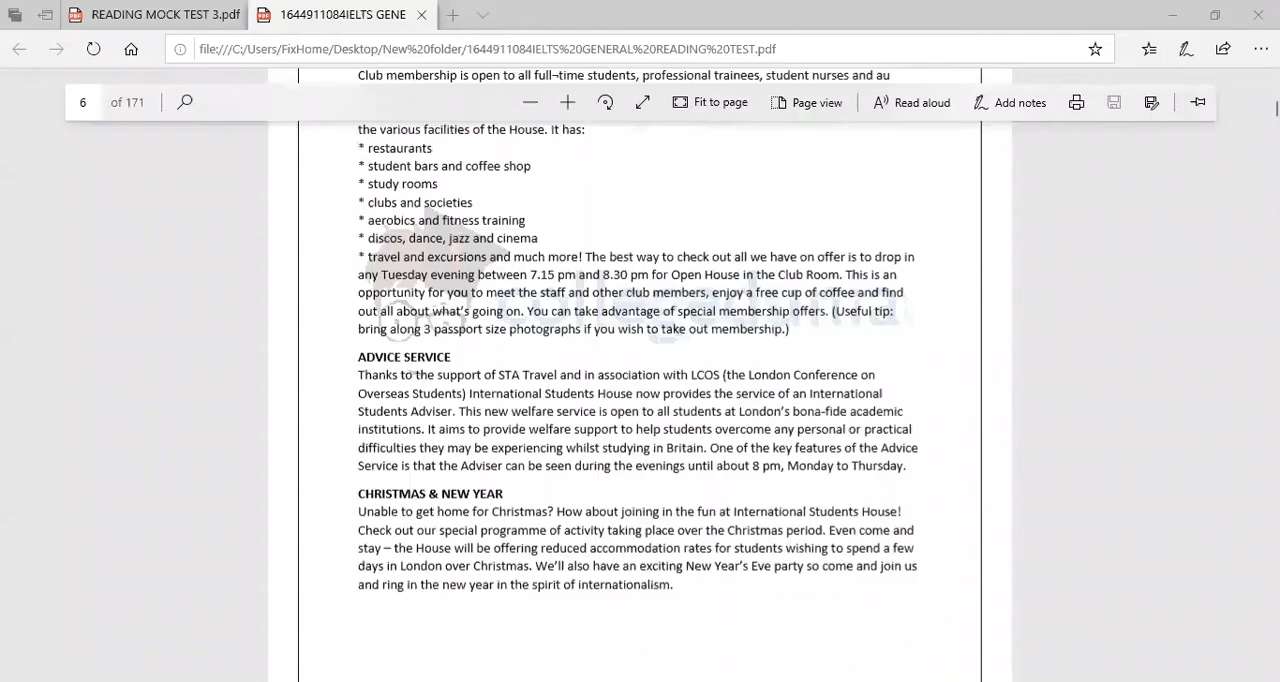 READING MOCK TEST 3.pdf
1644911084IELTS GENE
file:///C:/Users/FixHome/Desktop/New%20folder/1644911084IELTS%20GENERAL%20READING%20TEST.pdf
Club membership is open to all full¬time students, professional trainees, student nurses and au
6 of 171 Fit to page Page view Read aloud Add notes
the various facilities of the House. It has:
* restaurants
* student bars and coffee shop
* study rooms
* clubs and societies
* aerobics and fitness training
* discos, dance, jazz and cinema
* travel and excursions and much more! The best way to check out all we have on offer is to drop in
any Tuesday evening between 7.15 pm and 8.30 pm for Open House in the Club Room. This is an
opportunity for you to meet the staff and other club members, enjoy a free cup of coffee and find
out all about what's going on. You can take advantage of special membership offers. (Useful tip:
bring along 3 passport size photographs if you wish to take out membership.)
ADVICE SERVICE
Thanks to the support of STA Travel and in association with LCOS (the London Conference on
Overseas Students) International Students House now provides the service of an International
Students Adviser. This new welfare service is open to all students at London's bona-fide academic
institutions. It aims to provide welfare support to help students overcome any personal or practical
difficulties they may be experiencing whilst studying in Britain. One of the key features of the Advice
Service is that the Adviser can be seen during the evenings until about 8 pm, Monday to Thursday.
CHRISTMAS & NEW YEAR
Unable to get home for Christmas? How about joining in the fun at International Students House!
Check out our special programme of activity taking place over the Christmas period. Even come and
stay – the House will be offering reduced accommodation rates for students wishing to spend a few
days in London over Christmas. We'll also have an exciting New Year's Eve party so come and join us
and ring in the new year in the spirit of internationalism.